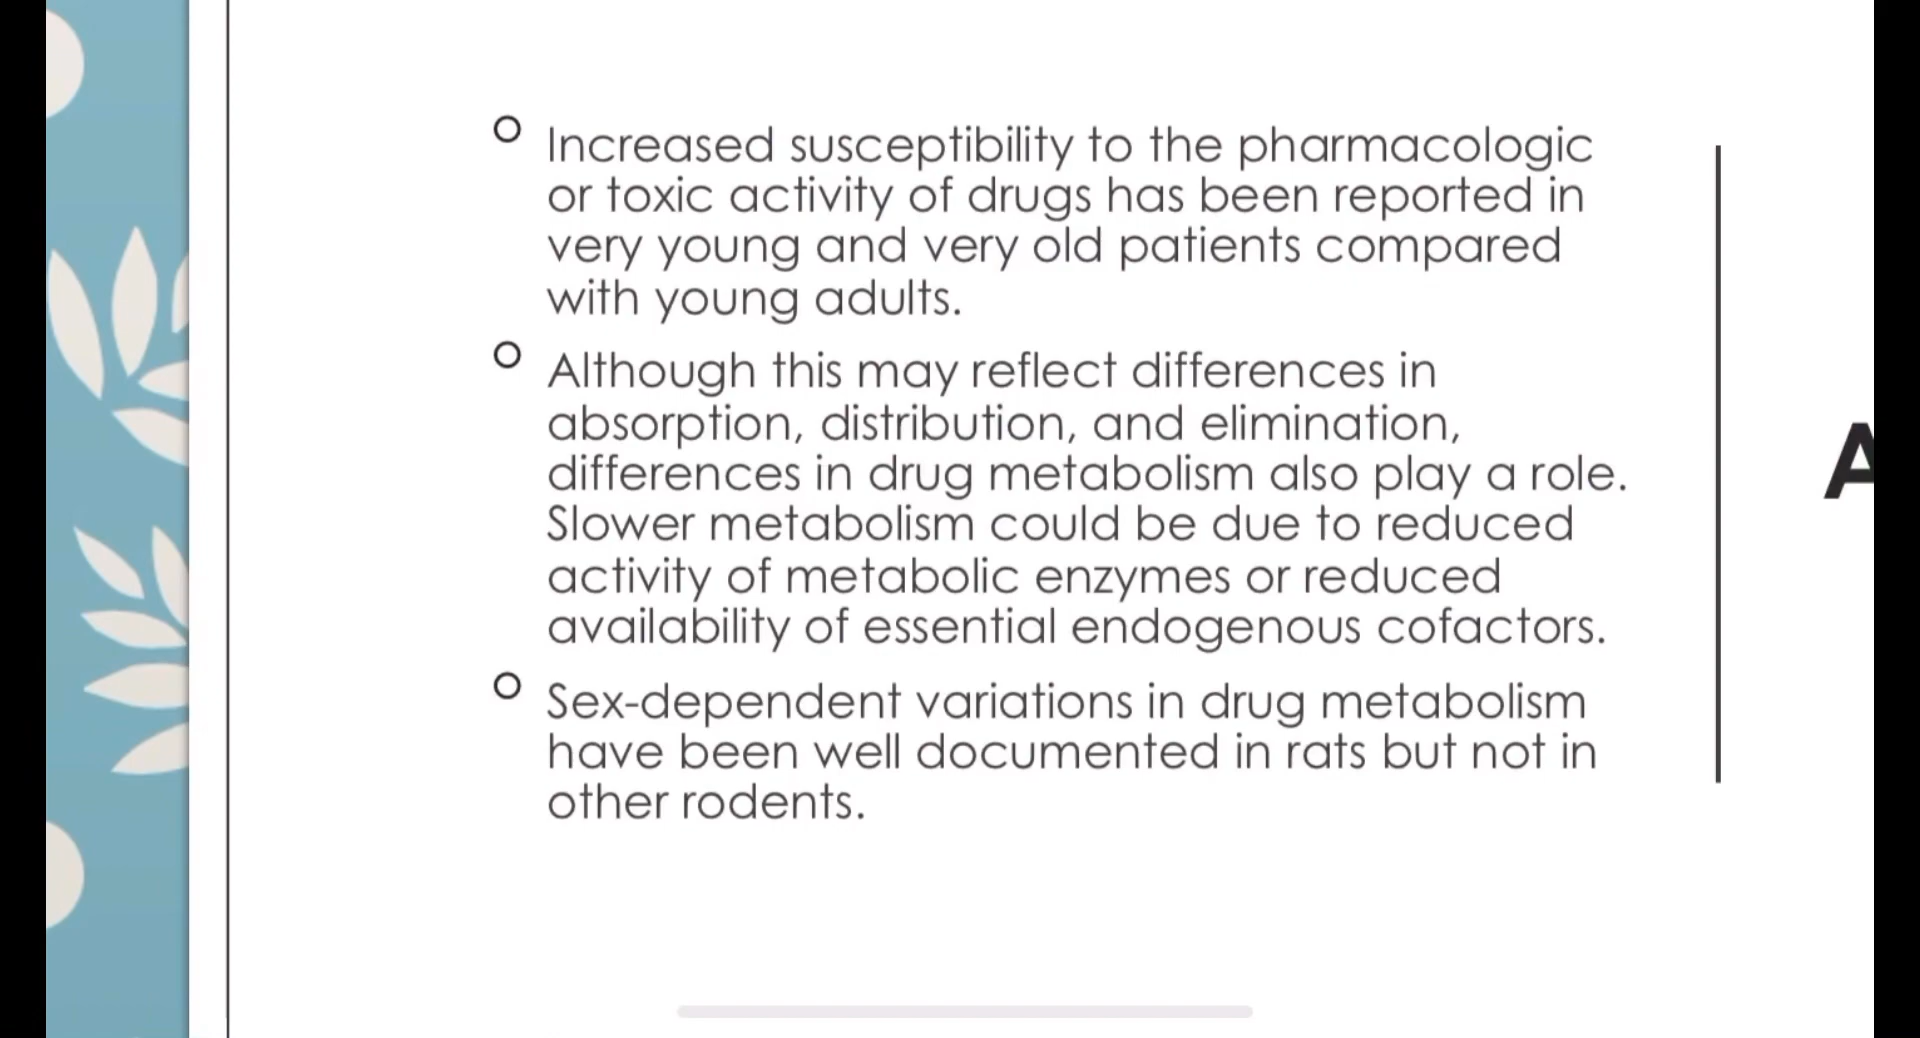 Increased susceptibility to the pharmacologic
or toxic activity of drugs has been reported in
very young and very old patients compared
with young adults.
Although this may reflect differences in
absorption, distribution, and elimination,
differences in drug metabolism also play a role.
Slower metabolism could be due to reduced
activity of metabolic enzymes or reduced
availability of essential endogenous cofactors.
Sex-dependent variations in drug metabolism
have been well documented in rats but not in
other rodents.
A